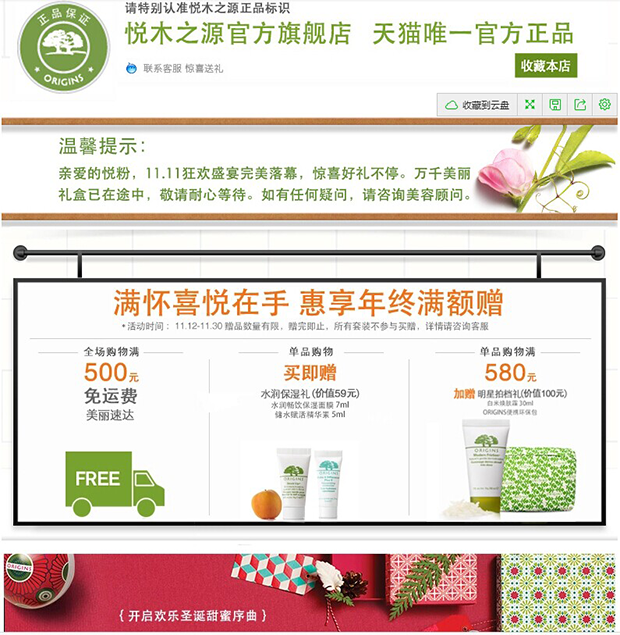 请特别认准悦木之源正品标识
正品保证
ORIGINS
悦木之源官方旗舰店 天猫唯一官方正品
联系客服 惊喜送礼
收藏本店
收藏到云盘
温馨提示：
亲爱的悦粉，11.11狂欢盛宴完美落幕，惊喜好礼不停。万千美丽
礼盒已在途中，敬请耐心等待。如有任何疑问，请咨询美容顾问。
满怀喜悦在手 惠享年终满额赠
*活动时间：11.12-11.30 赠品数量有限，赠完即止，所有套装不参与买赠，详情请咨询客服
全场购物满
500元
免运费
美丽速达
FREE
单品购物
买即赠
水润保湿礼(价值59元)
水润畅饮保湿面膜 7ml
储水赋活精华素 5ml
ORIGINS
单品购物满
580元
加赠 明星拍档礼(价值100元)
白米焕肤霜 30ml
ORIGINS便携环保包
ORIGINS
ORIGINS
{ 开启欢乐圣诞甜蜜序曲 }